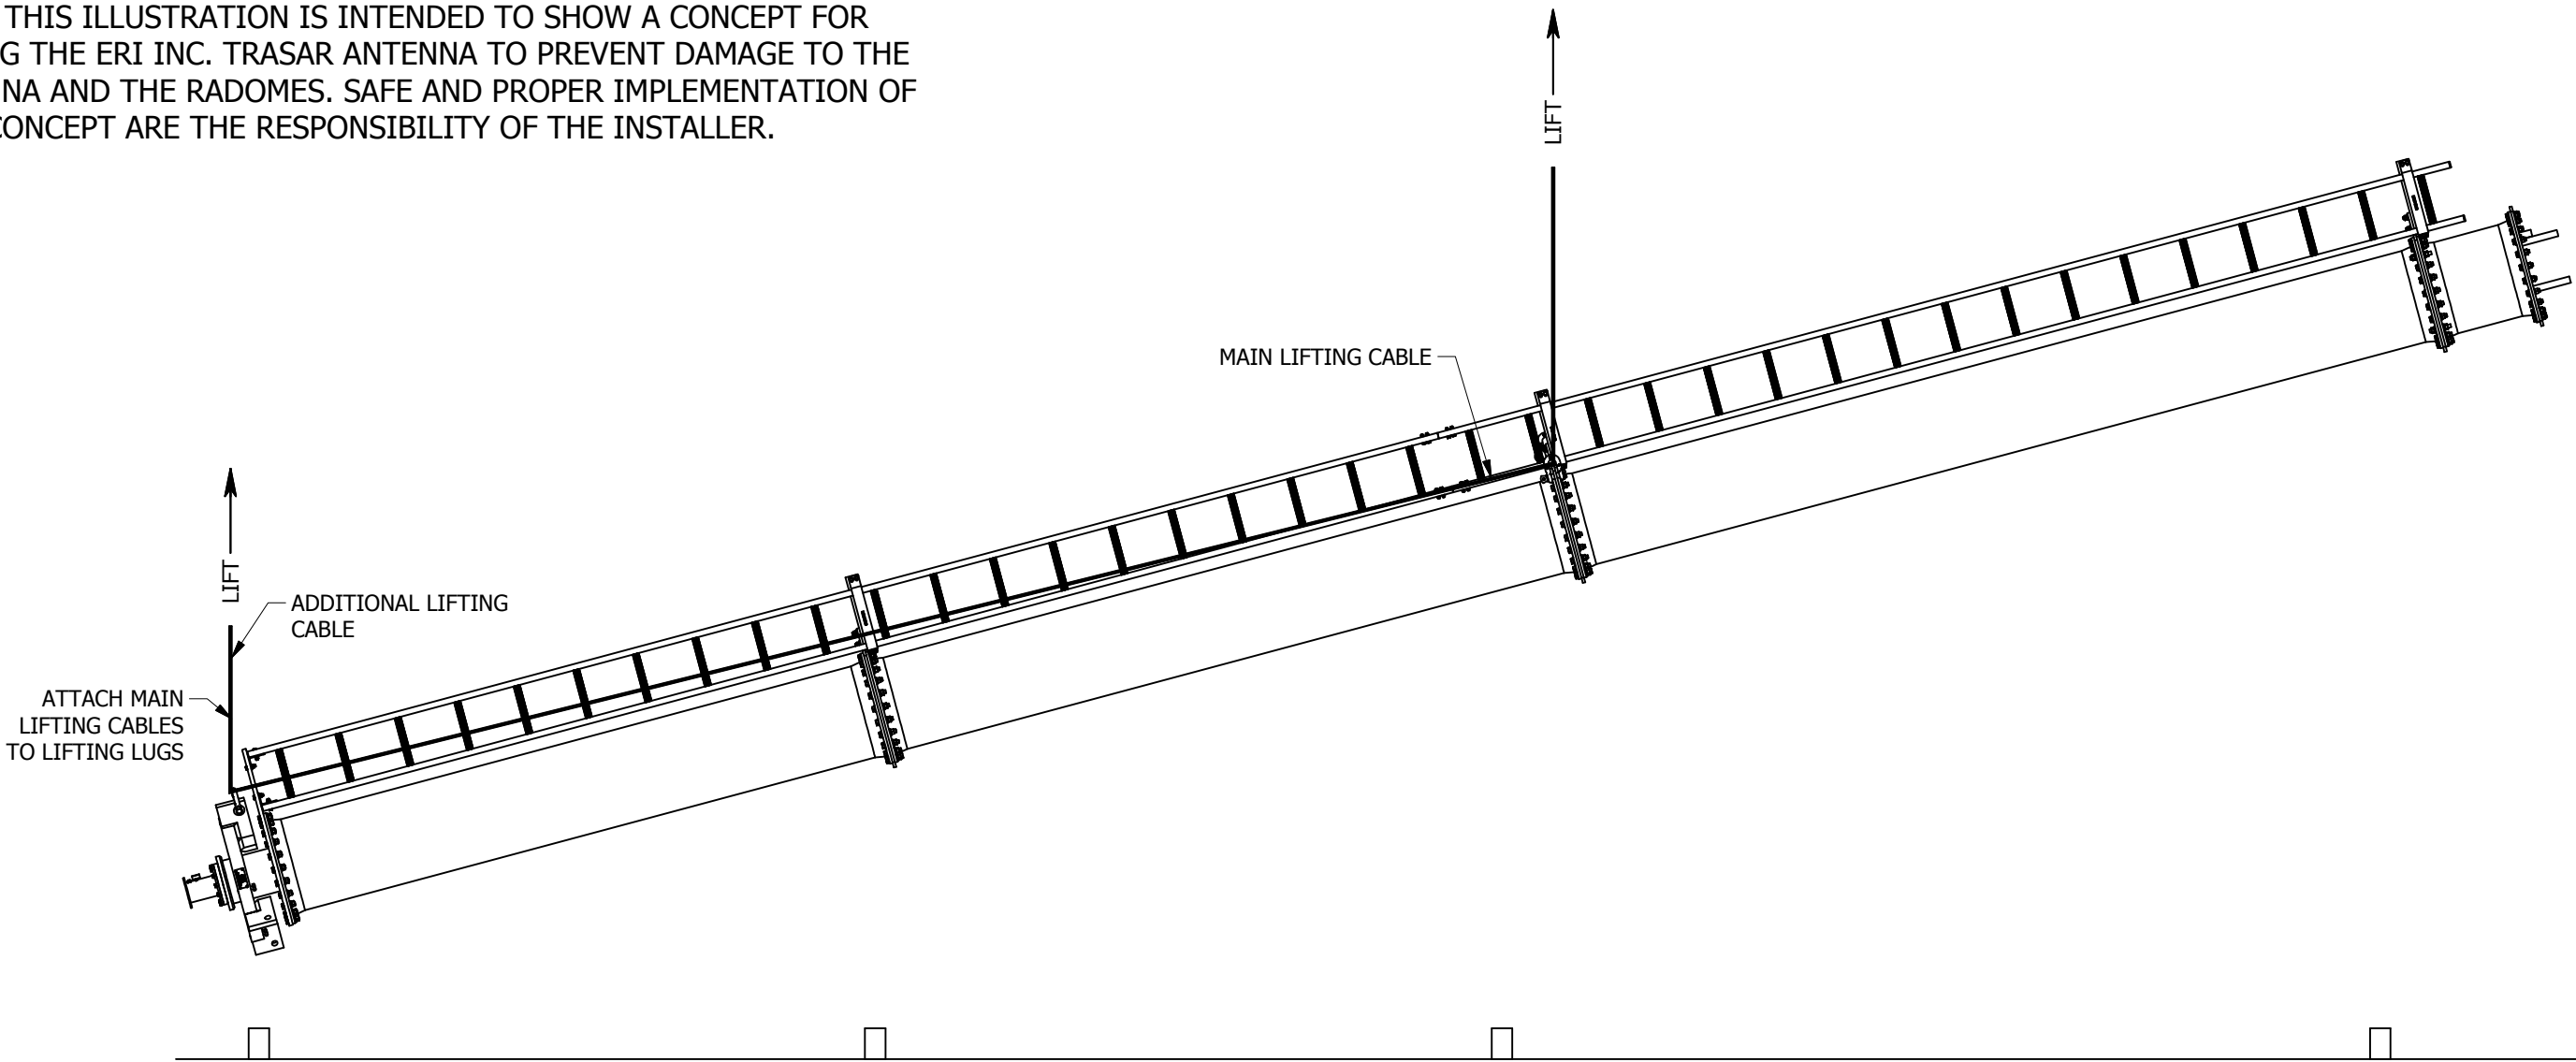 THIS ILLUSTRATION IS INTENDED TO SHOW A CONCEPT FOR
G THE ERI INC. TRASAR ANTENNA TO PREVENT DAMAGE TO THE
NA AND THE RADOMES. SAFE AND PROPER IMPLEMENTATION OF
CONCEPT ARE THE RESPONSIBILITY OF THE INSTALLER.
LIFT
MAIN LIFTING CABLE
LIFT
ADDITIONAL LIFTING
CABLE
ATTACH MAIN
LIFTING CABLES
TO LIFTING LUGS